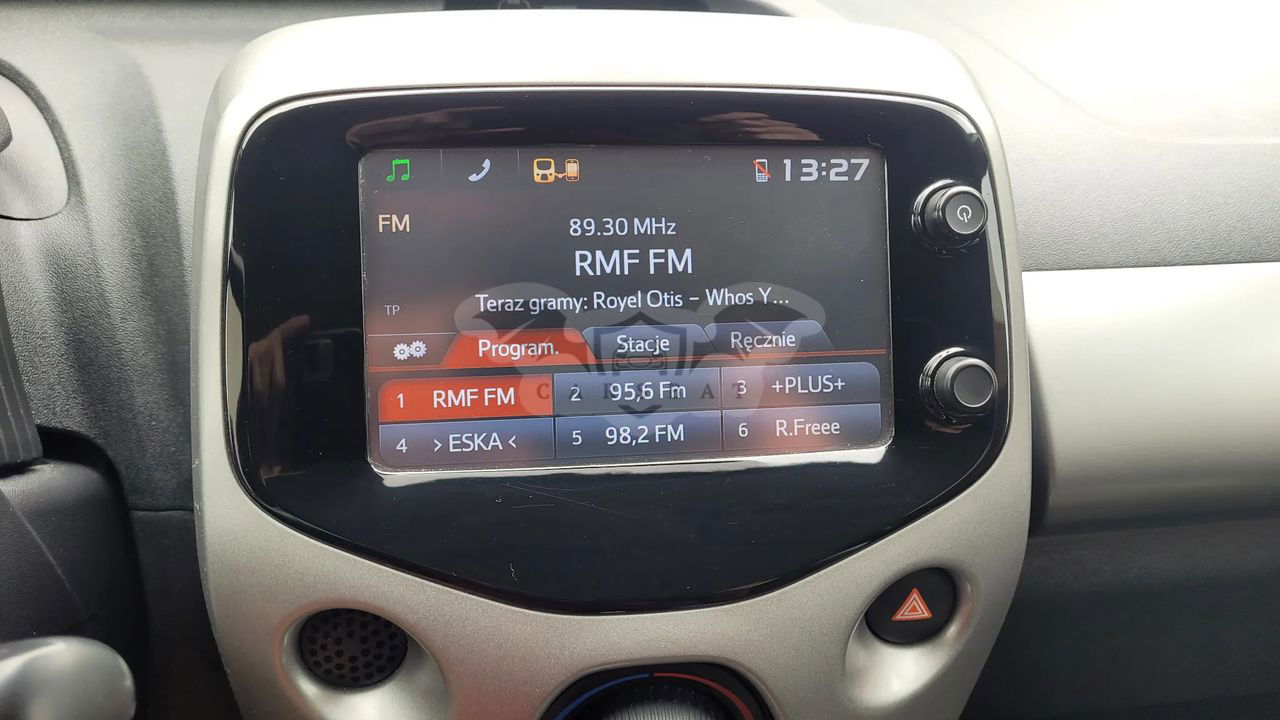 13:27
FM
89.30 MHz
RMF FM
TP
Teraz gramy: Royel Otis – Whos Y...
Program. Stacje Ręcznie
1 RMF FM 2 95,6 Fm 3 +PLUS+
4 > ESKA < 5 98,2 FM 6 R.Freee